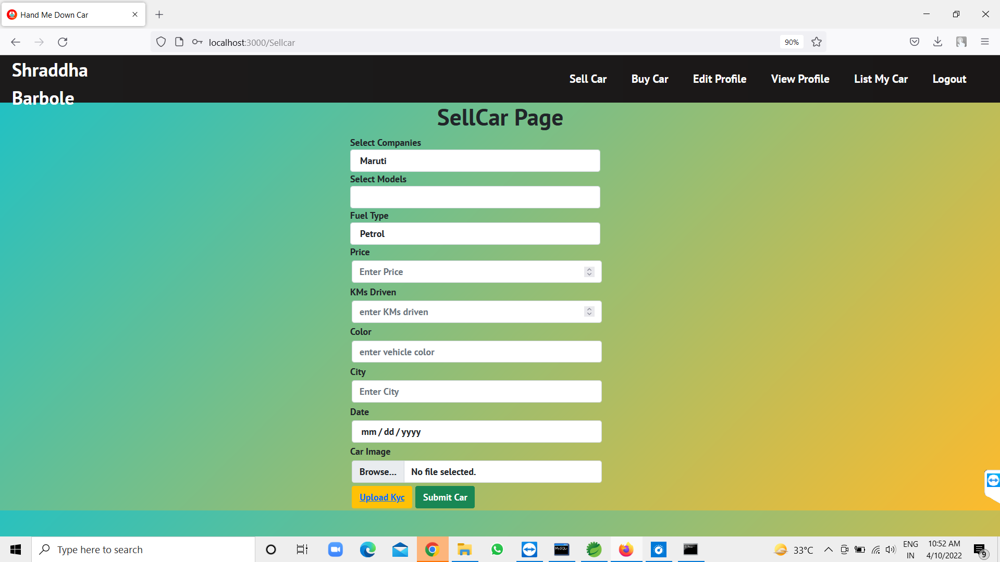 Hand Me Down Car
localhost:3000/Sellcar
90%
Shraddha
Barbole
Sell Car
Buy Car
Edit Profile
View Profile
List My Car
Logout
SellCar Page
Select Companies
Maruti
Select Models
Fuel Type
Petrol
Price
Enter Price
KMs Driven
enter KMs driven
Color
enter vehicle color
City
Enter City
Date
mm / dd / yyyy
Car Image
Browse... No file selected.
Upload Kyc Submit Car
Type here to search
MySQL
33°C
ENG
IN
10:52 AM
4/10/2022
9